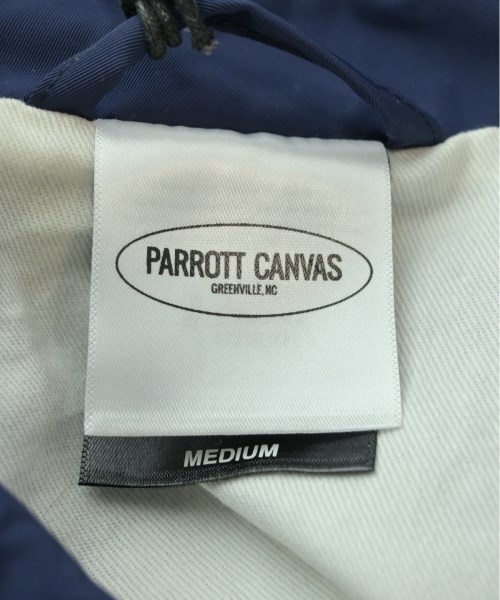 PARROTT CANVAS
GREENVILLE, NC
MEDIUM